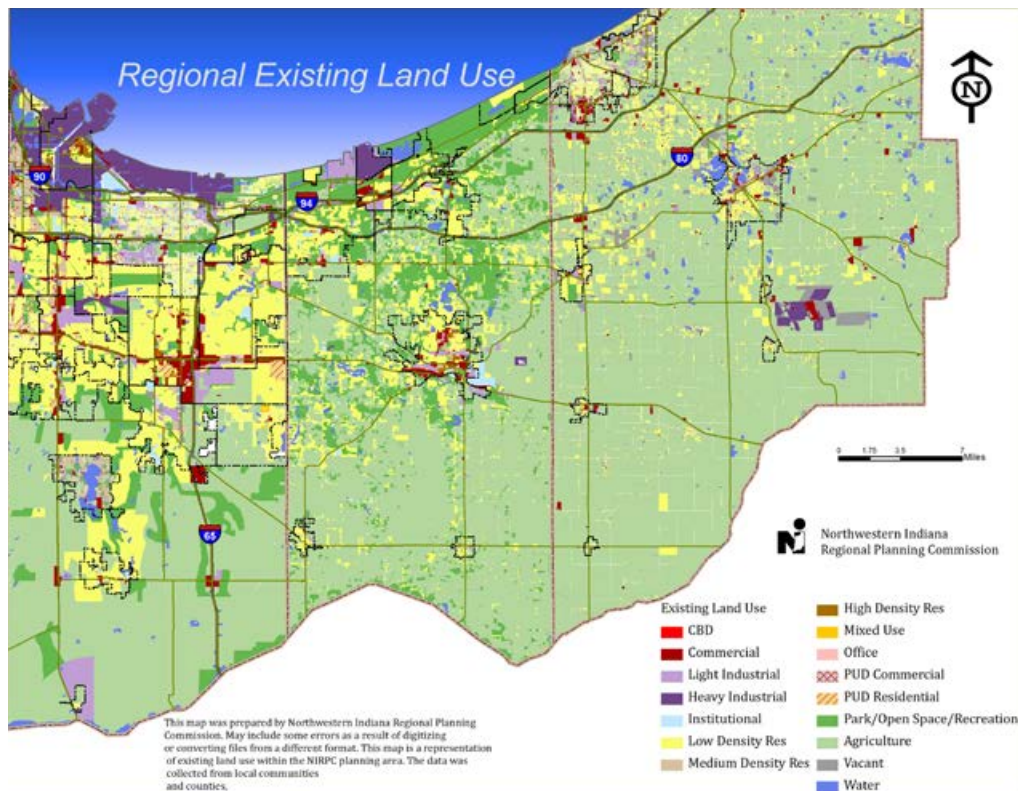 Regional Existing Land Use
N
90
94
80
65
0 1.75 3.5 7
Miles
Northwestern Indiana
Regional Planning Commission
Existing Land Use
CBD
Commercial
Light Industrial
Heavy Industrial
Institutional
Low Density Res
Medium Density Res
High Density Res
Mixed Use
Office
PUD Commercial
PUD Residential
Park/Open Space/Recreation
Agriculture
Vacant
Water
This map was prepared by Northwestern Indiana Regional Planning
Commission. May include some errors as a result of digitizing
or converting files from a different format. This map is a representation
of existing land use within the NIRPC planning area. The data was
collected from local communities
and counties.